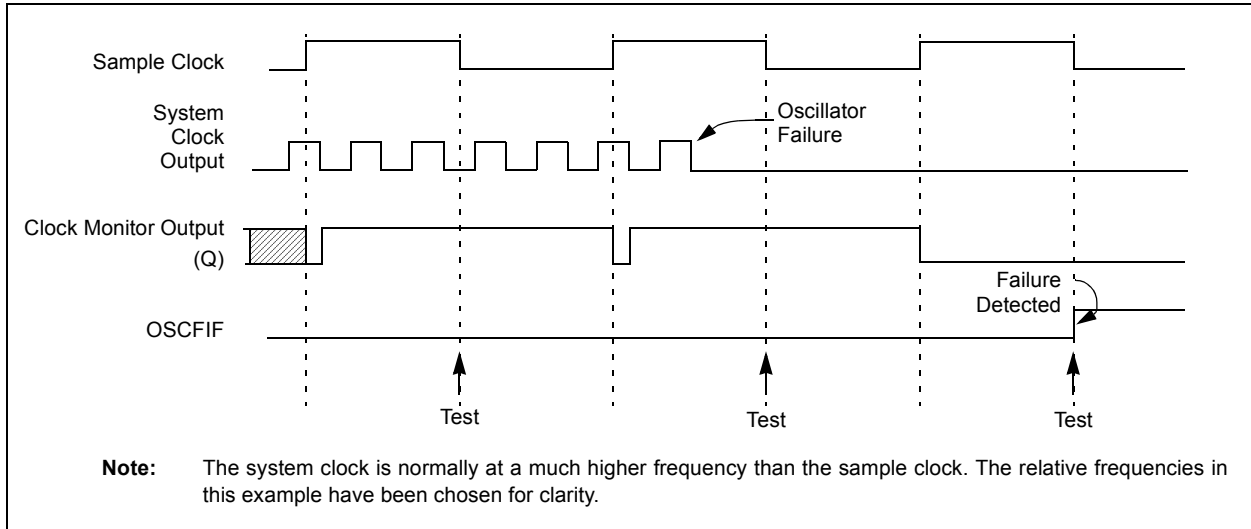 Sample Clock
System
Clock
Output
Oscillator
Failure
Clock Monitor Output
(Q)
Failure
Detected
OSCFIF
Test
Test
Test
Note: The system clock is normally at a much higher frequency than the sample clock. The relative frequencies in
this example have been chosen for clarity.